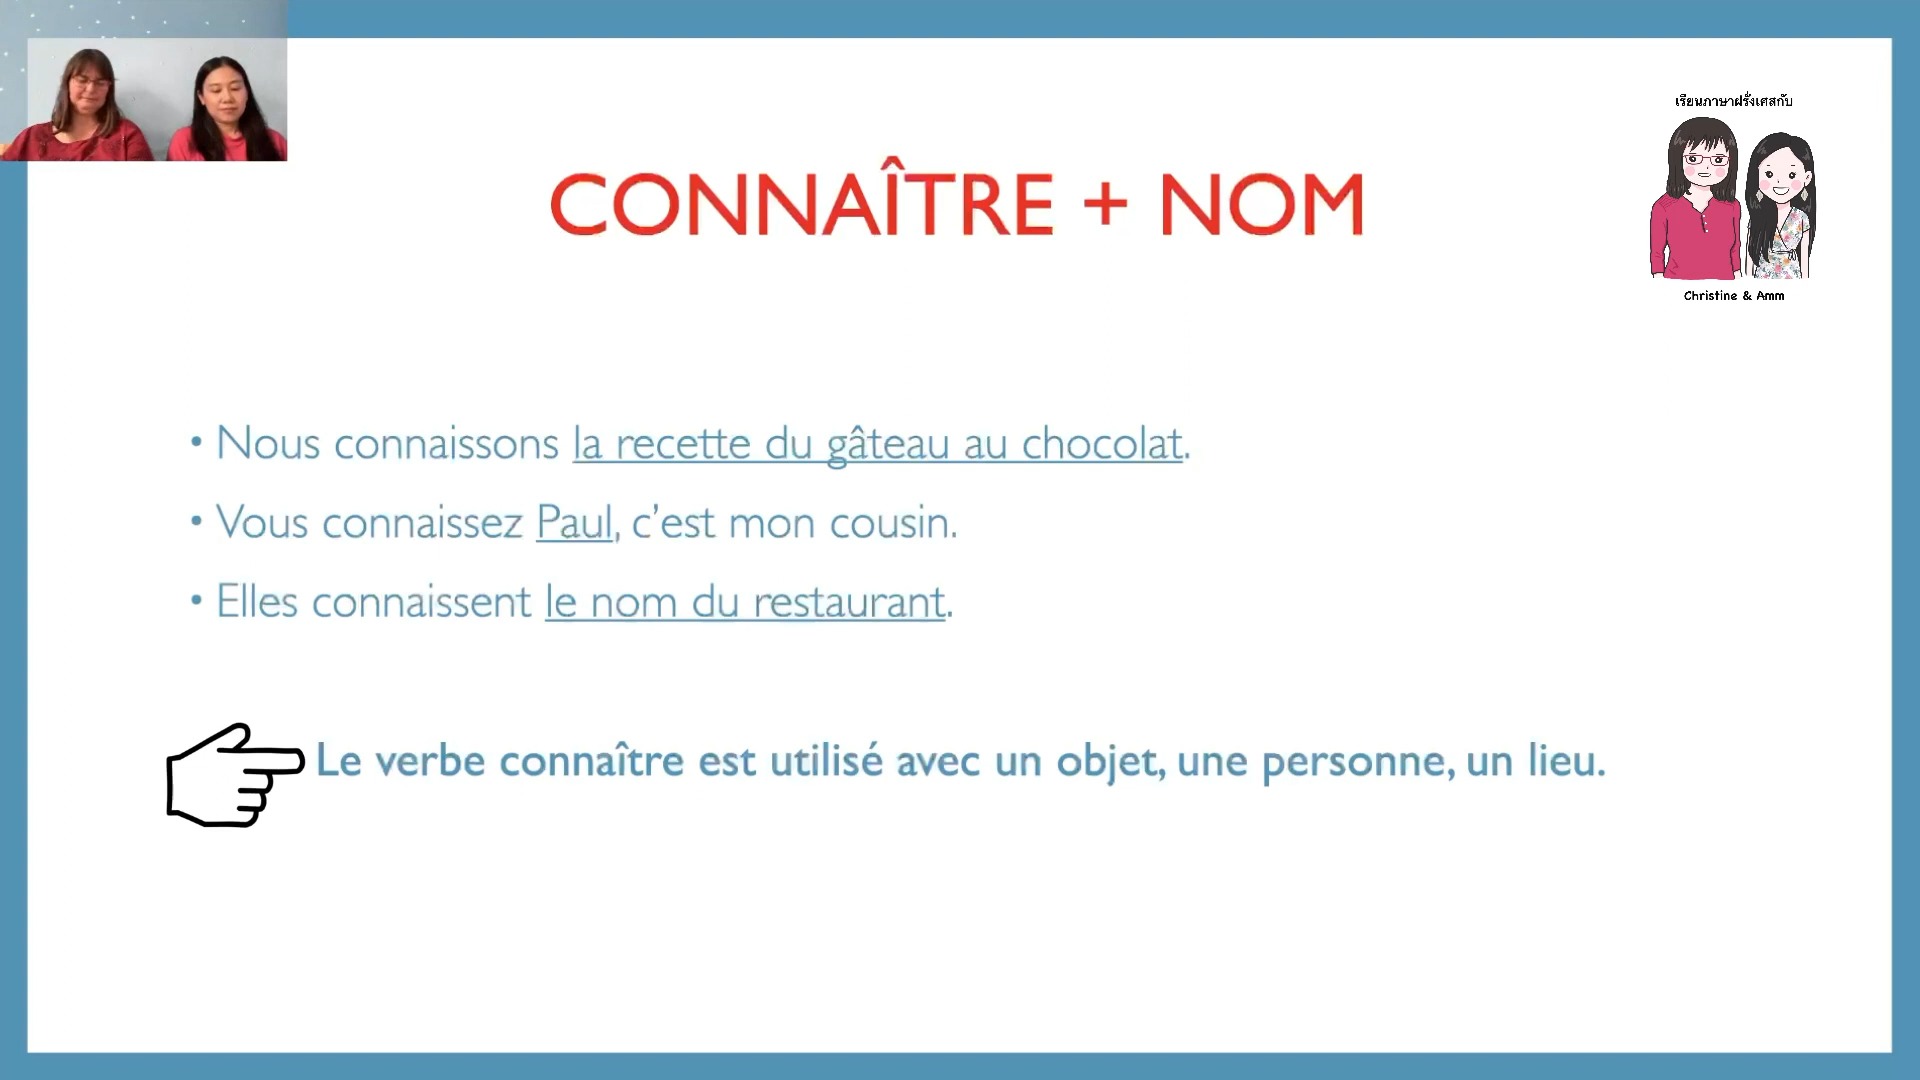 เรียนภาษาฝรั่งเศสกับ
Christine & Amm
CONNAÎTRE + NOM
• Nous connaissons la recette du gâteau au chocolat.
• Vous connaissez Paul, c’est mon cousin.
• Elles connaissent le nom du restaurant.
Le verbe connaître est utilisé avec un objet, une personne, un lieu.